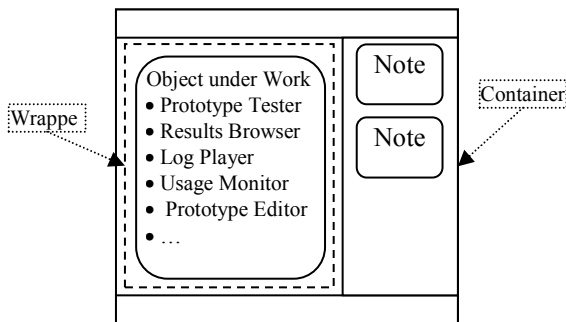 Wrappe
Object under Work
• Prototype Tester
• Results Browser
• Log Player
• Usage Monitor
• Prototype Editor
• …
Note
Note
Container